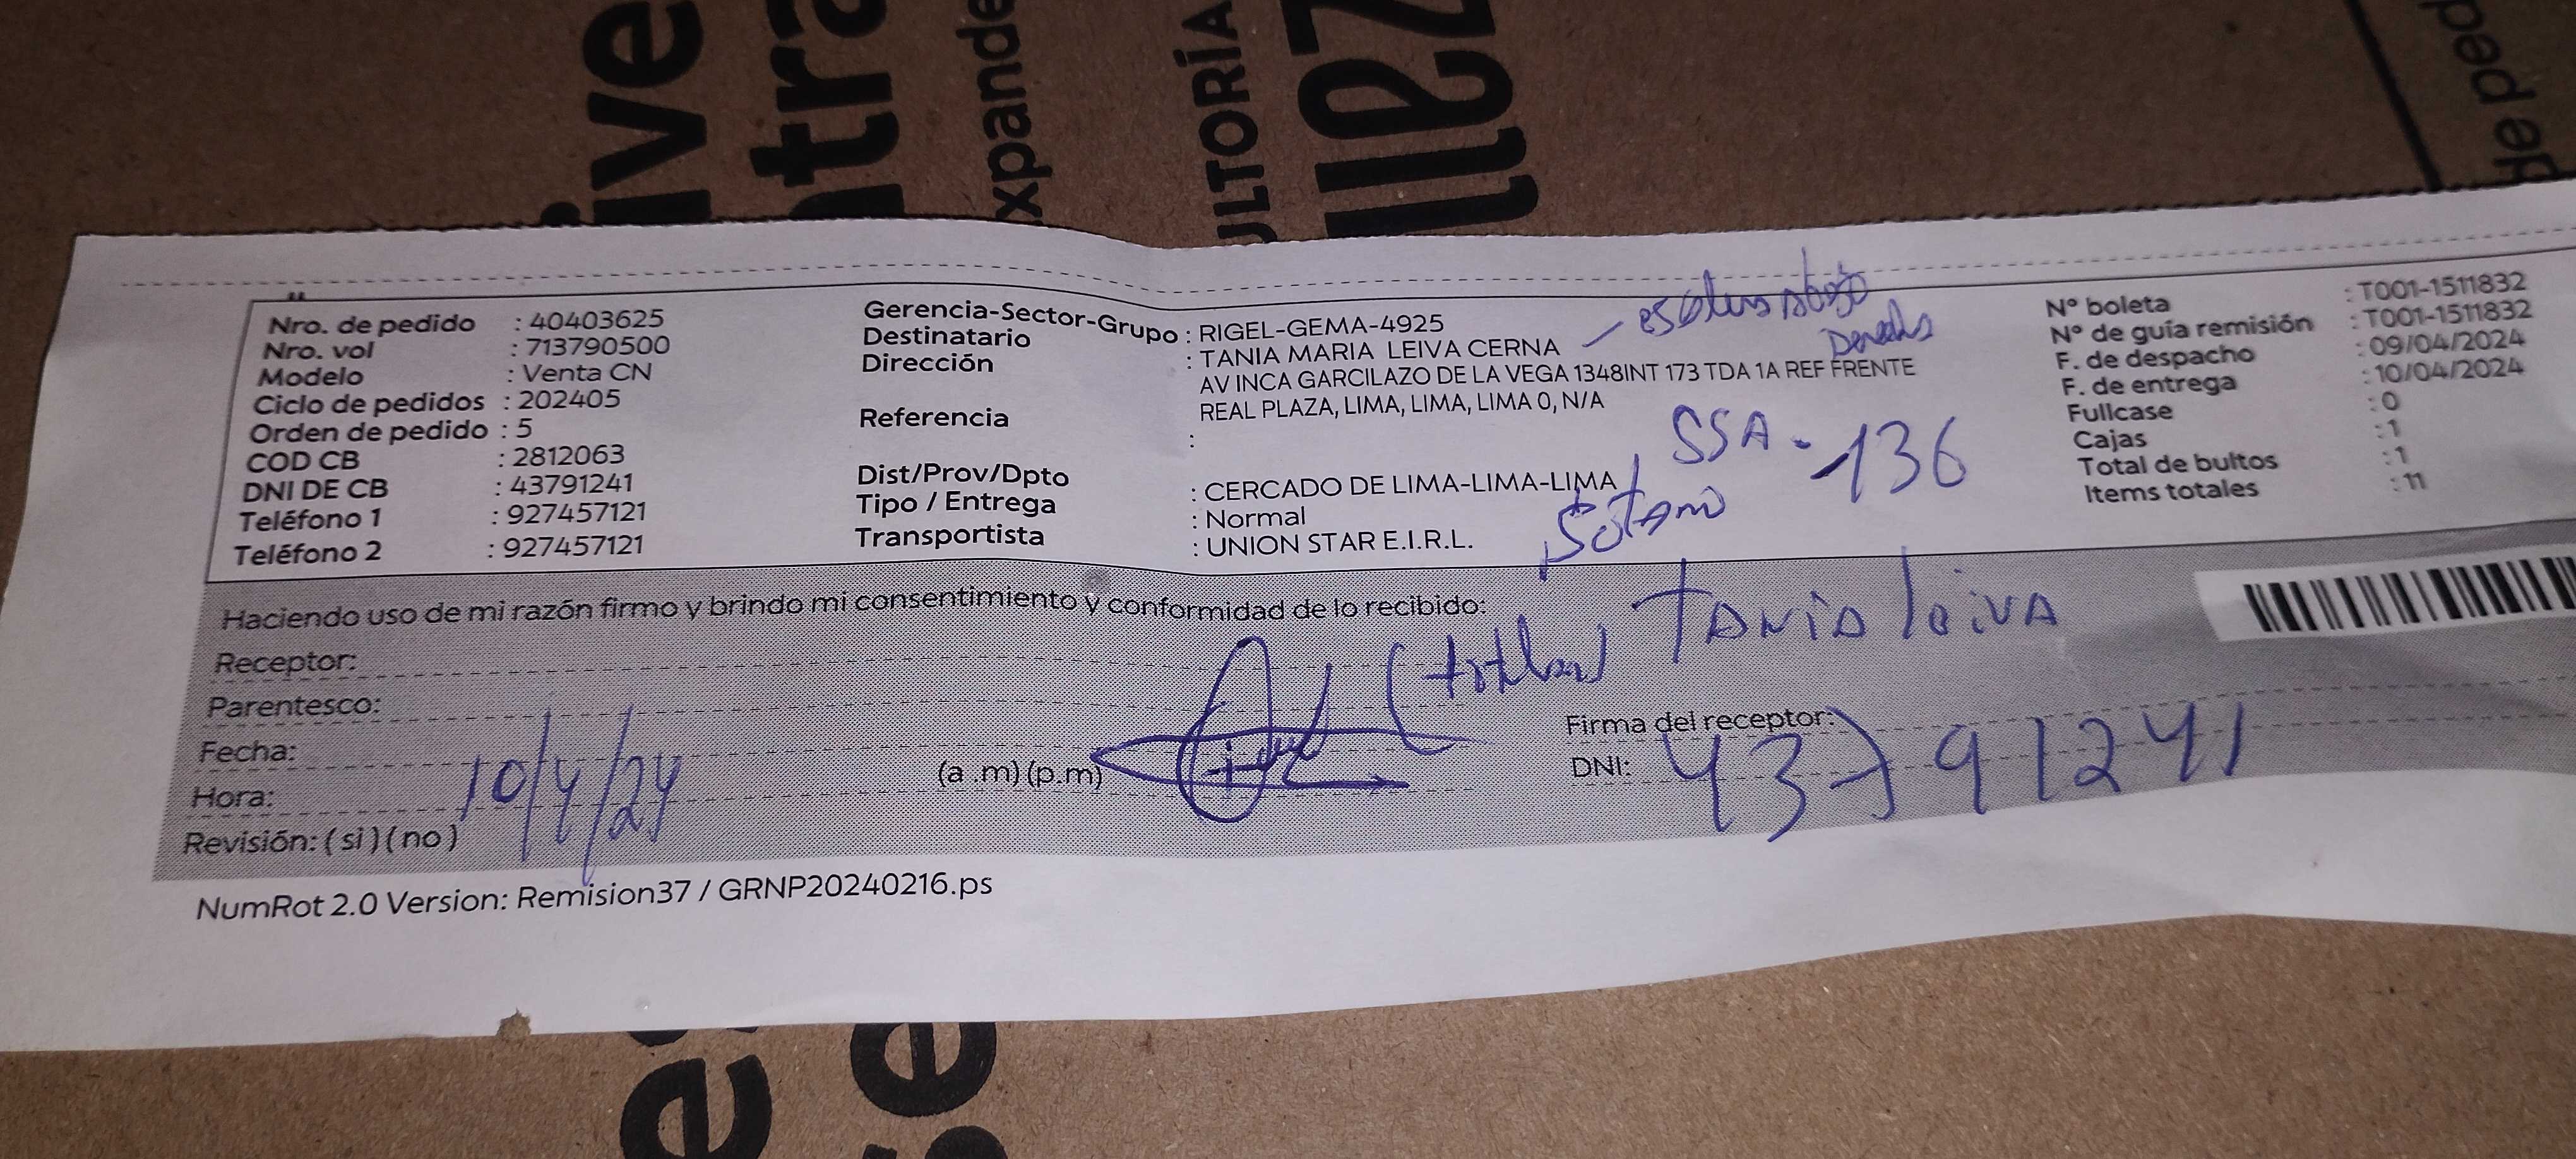 ive
ntra
expande
ULTORÍA
de ped
Nro. de pedido : 40403625
Nro. vol : 713790500
Modelo : Venta CN
Ciclo de pedidos : 202405
Orden de pedido : 5
COD CB : 2812063
DNI DE CB : 43791241
Teléfono 1 : 927457121
Teléfono 2 : 927457121
Gerencia-Sector-Grupo : RIGEL-GEMA-4925
Destinatario : TANIA MARIA LEIVA CERNA
Dirección : AV INCA GARCILAZO DE LA VEGA 1348INT 173 TDA 1A REF FRENTE
REAL PLAZA, LIMA, LIMA, LIMA 0, N/A
Referencia :
Dist/Prov/Dpto : CERCADO DE LIMA-LIMA-LIMA
Tipo / Entrega : Normal
Transportista : UNION STAR E.I.R.L.
SSA - 136
Sotano
N° boleta : T001-1511832
N° de guía remisión : T001-1511832
F. de despacho : 09/04/2024
F. de entrega : 10/04/2024
Fullcase : 0
Cajas : 1
Total de bultos : 1
Items totales : 11
Haciendo uso de mi razón firmo y brindo mi consentimiento y conformidad de lo recibido:
Tania leiva
Receptor:
Parentesco:
Fecha:
Hora: 10/4/24 (a .m) (p.m)
Revisión: ( si ) ( no )
Firma del receptor:
DNI: 43791241
NumRot 2.0 Version: Remision37 / GRNP20240216.ps